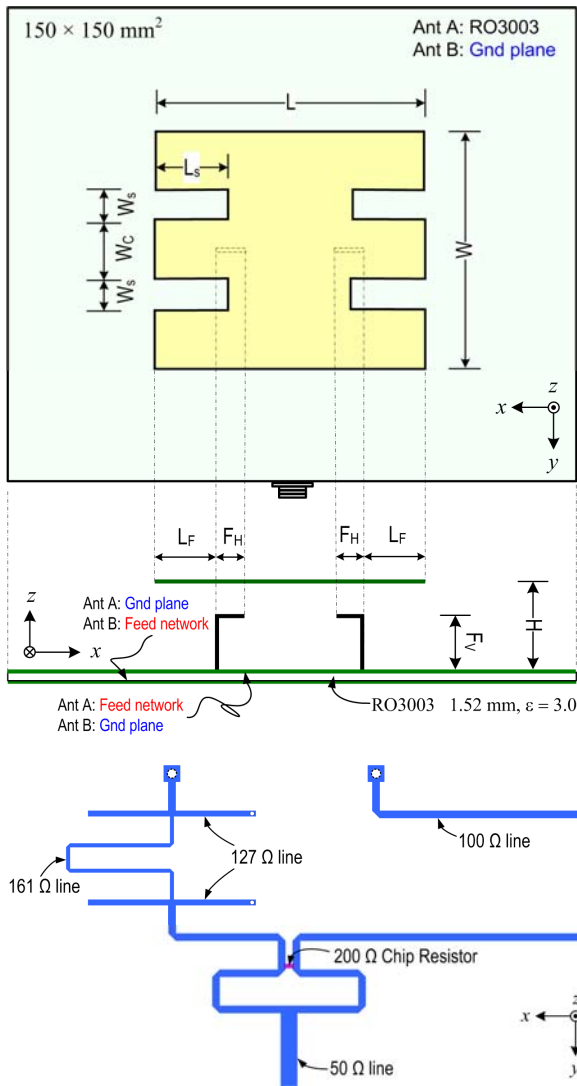 150 × 150 mm²
Ant A: RO3003
Ant B: Gnd plane
L
Ls
Ws
Wc
Ws
W
z
x
y
LF
FH
FH
LF
Ant A: Gnd plane
Ant B: Feed network
z
x
H
Fv
Ant A: Feed network
Ant B: Gnd plane
RO3003 1.52 mm, ε = 3.0
161 Ω line
127 Ω line
100 Ω line
200 Ω Chip Resistor
50 Ω line
x
z
y